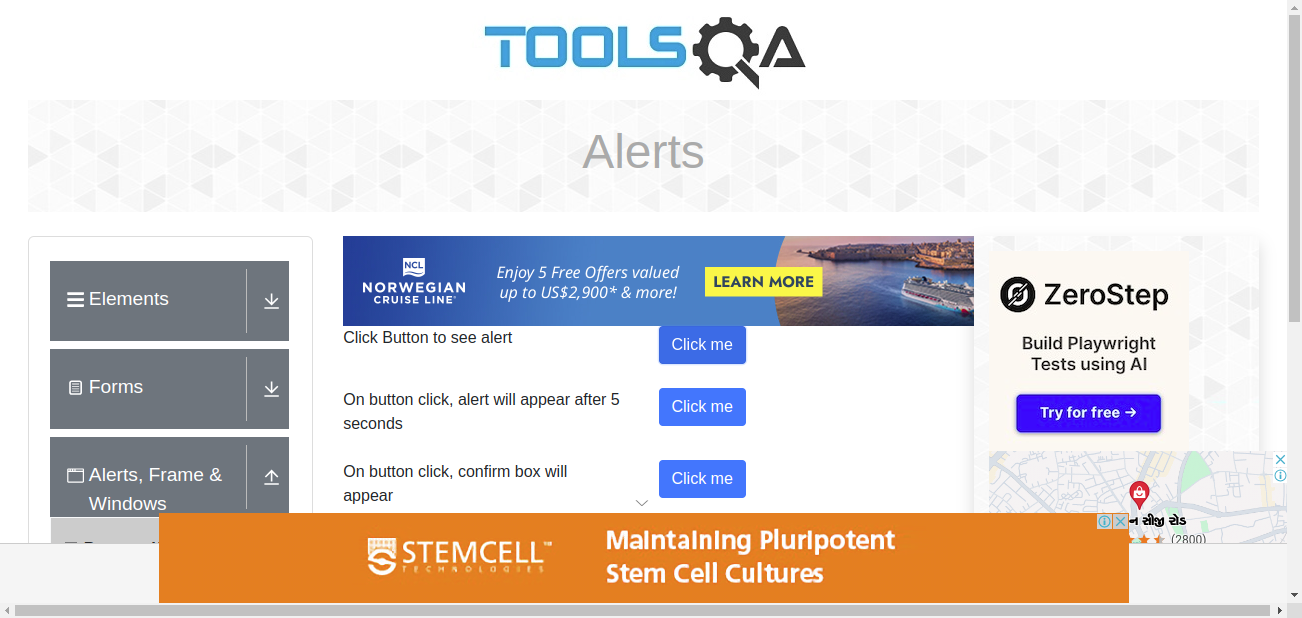 TOOLSQA
Alerts
Elements
Forms
Alerts, Frame &
Windows
NCL
NORWEGIAN
CRUISE LINE®
Enjoy 5 Free Offers valued
up to US$2,900* & more!
LEARN MORE
Click Button to see alert
Click me
On button click, alert will appear after 5
seconds
Click me
On button click, confirm box will
appear
Click me
ZeroStep
Build Playwright
Tests using AI
Try for free →
ન સીજી રોડ
(2800)
STEMCELL™
TECHNOLOGIES
Maintaining Pluripotent
Stem Cell Cultures